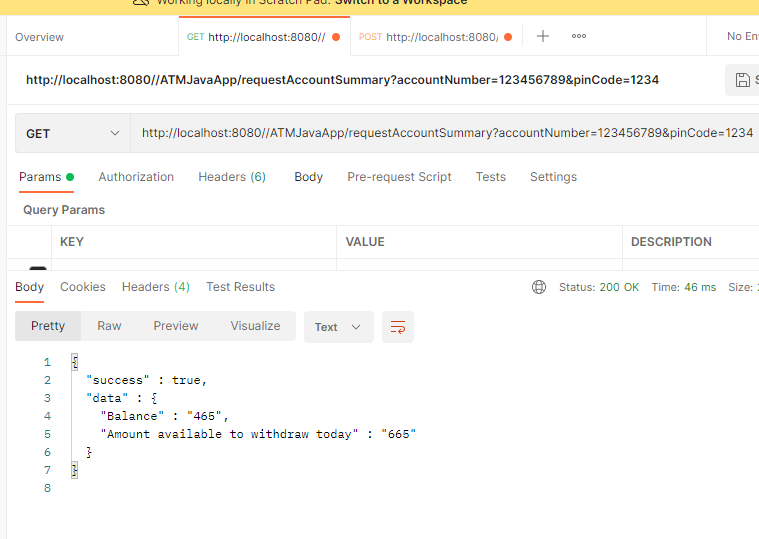 Working locally in Scratch Pad. Switch to a Workspace
Overview
GET http://localhost:8080//
POST http://localhost:8080/
No
http://localhost:8080//ATMJavaApp/requestAccountSummary?accountNumber=123456789&pinCode=1234
GET
http://localhost:8080//ATMJavaApp/requestAccountSummary?accountNumber=123456789&pinCode=1234
Params Authorization Headers (6) Body Pre-request Script Tests Settings
Query Params
KEY VALUE DESCRIPTION
Body Cookies Headers (4) Test Results Status: 200 OK Time: 46 ms Size:
Pretty Raw Preview Visualize Text
1 {
2 "success" : true,
3 "data" : {
4 "Balance" : "465",
5 "Amount available to withdraw today" : "665"
6 }
7 }
8